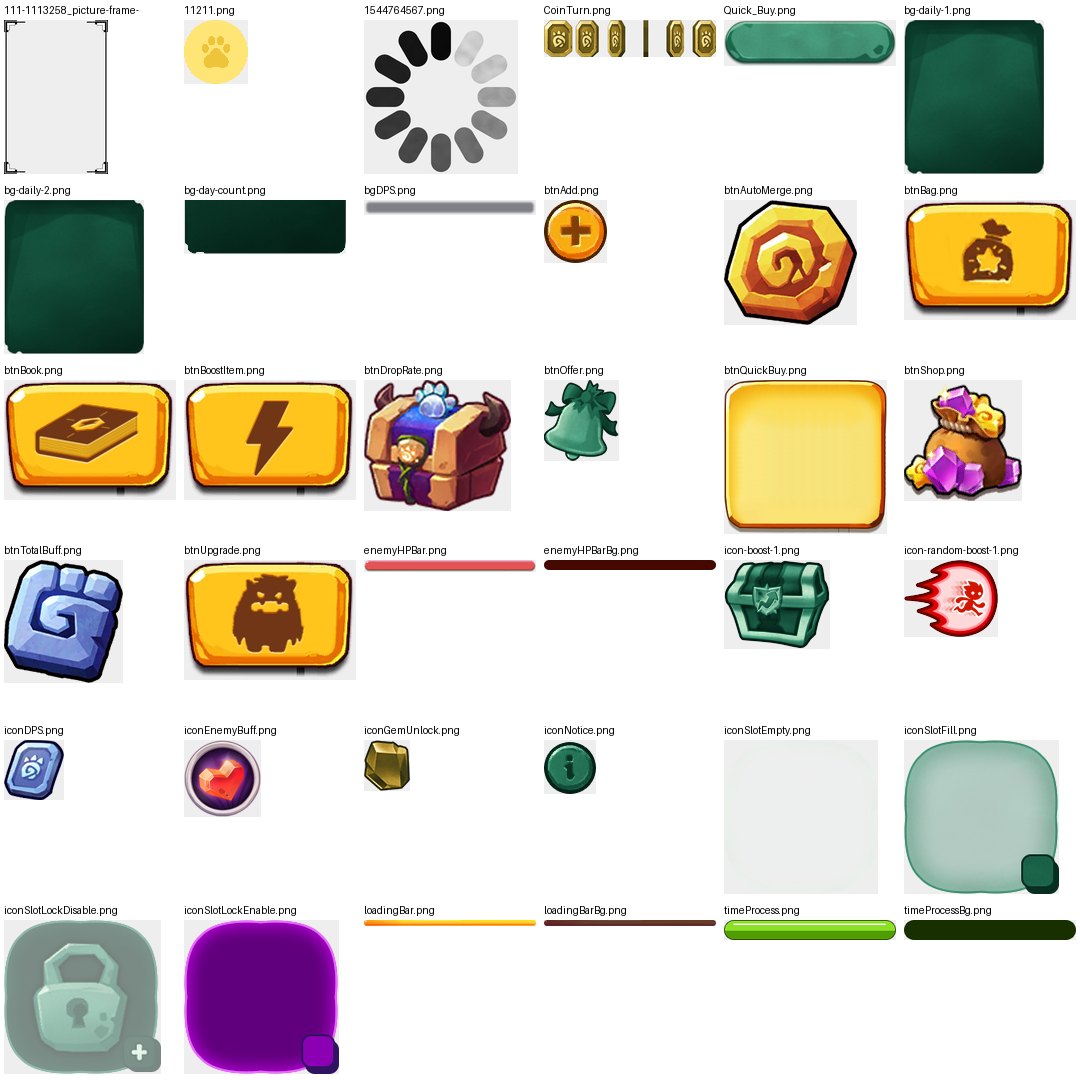 111-1113258_picture-frame-
11211.png
1544764567.png
CoinTurn.png
Quick_Buy.png
bg-daily-1.png
bg-daily-2.png
bg-day-count.png
bgDPS.png
btnAdd.png
btnAutoMerge.png
btnBag.png
btnBook.png
btnBoostItem.png
btnDropRate.png
btnOffer.png
btnQuickBuy.png
btnShop.png
btnTotalBuff.png
btnUpgrade.png
enemyHPBar.png
enemyHPBarBg.png
icon-boost-1.png
icon-random-boost-1.png
iconDPS.png
iconEnemyBuff.png
iconGemUnlock.png
iconNotice.png
iconSlotEmpty.png
iconSlotFill.png
iconSlotLockDisable.png
iconSlotLockEnable.png
loadingBar.png
loadingBarBg.png
timeProcess.png
timeProcessBg.png